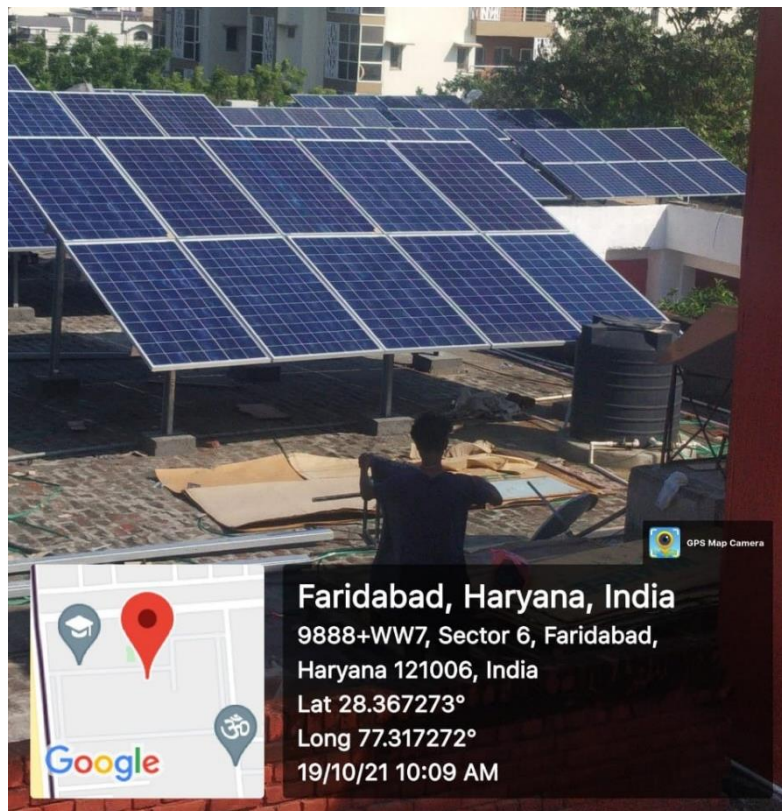 GPS Map Camera
Faridabad, Haryana, India
9888+WW7, Sector 6, Faridabad,
Haryana 121006, India
Lat 28.367273°
Long 77.317272°
19/10/21 10:09 AM
ॐ
Google